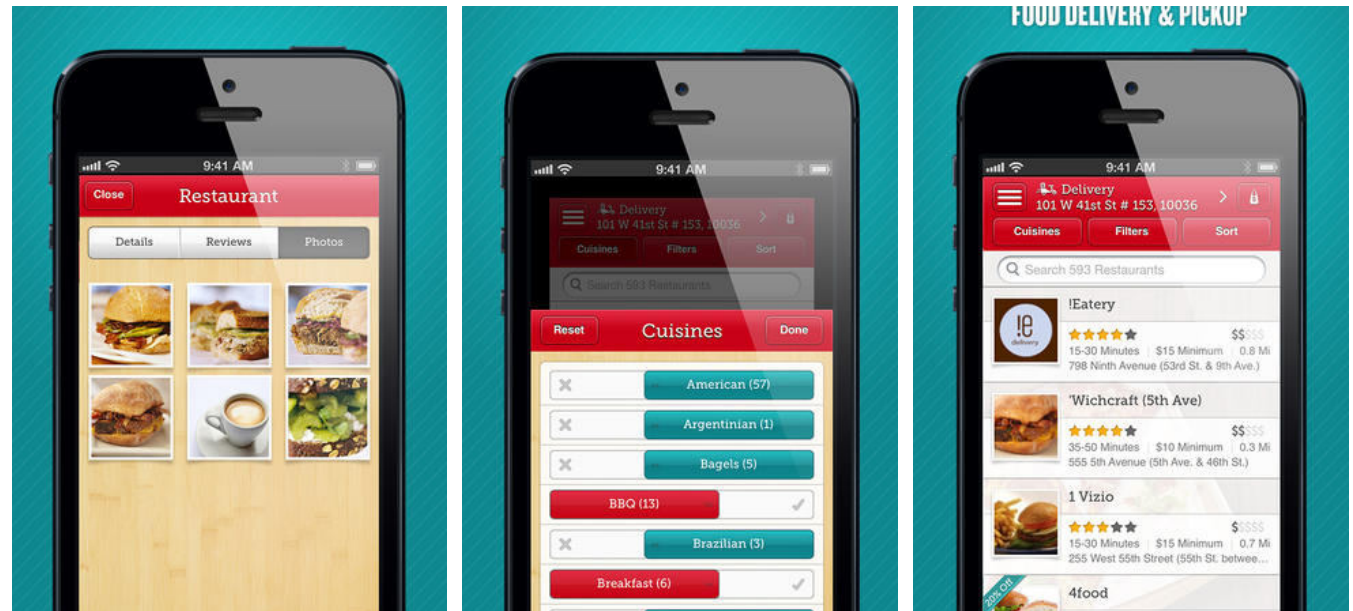 9:41 AM
Close
Restaurant
Details
Reviews
Photos
9:41 AM
Delivery
101 W 41st St # 153, 10036
Cuisines
Filters
Sort
Search 593 Restaurants
Reset
Cuisines
Done
American (57)
Argentinian (1)
Bagels (5)
BBQ (13)
Brazilian (3)
Breakfast (6)
FOOD DELIVERY & PICKUP
9:41 AM
Delivery
101 W 41st St # 153, 10036
Cuisines
Filters
Sort
Search 593 Restaurants
!e
delivery
!Eatery
$$$$$
15-30 Minutes | $15 Minimum | 0.8 Mi
798 Ninth Avenue (53rd St. & 9th Ave.)
'Wichcraft (5th Ave)
$$$$$
35-50 Minutes | $10 Minimum | 0.3 Mi
555 5th Avenue (5th Ave. & 46th St.)
1 Vizio
$$$$$
15-30 Minutes | $15 Minimum | 0.7 Mi
255 West 55th Street (55th St. betwee...
20% Off
4food